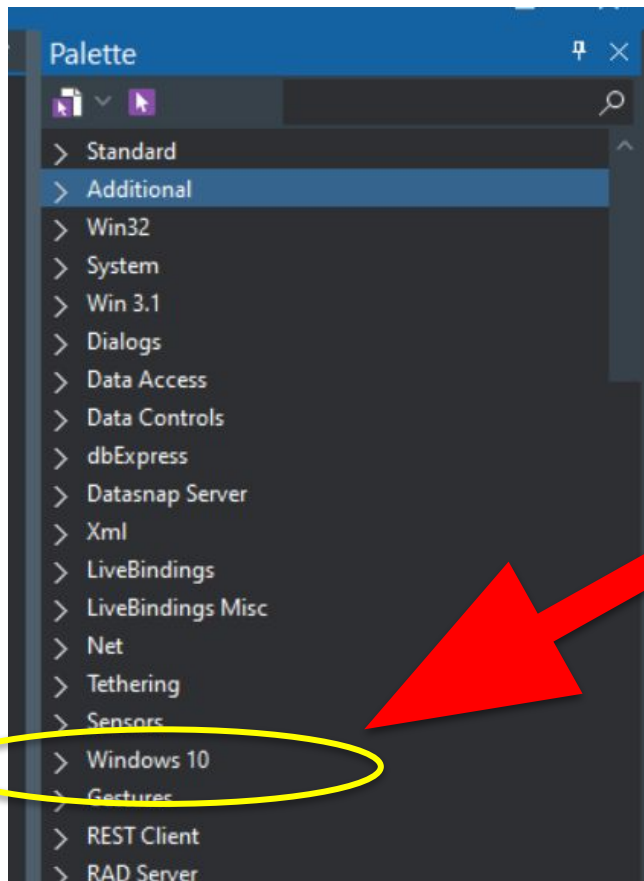 Palette
Standard
Additional
Win32
System
Win 3.1
Dialogs
Data Access
Data Controls
dbExpress
Datasnap Server
Xml
LiveBindings
LiveBindings Misc
Net
Tethering
Sensors
Windows 10
Gestures
REST Client
RAD Server